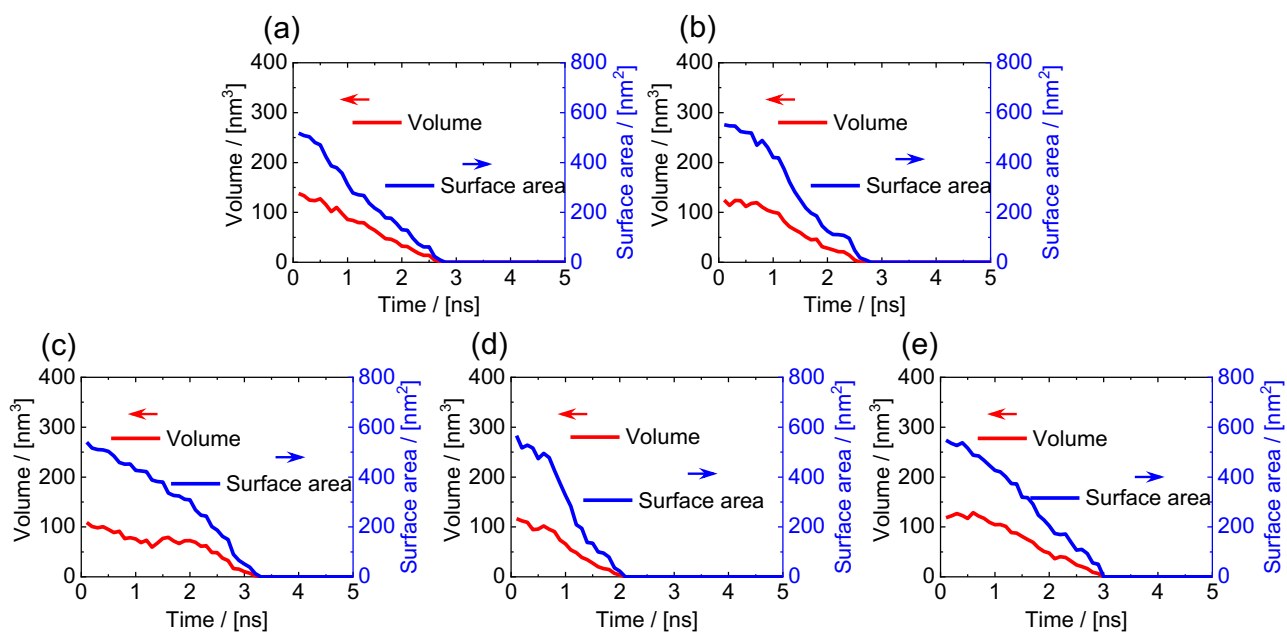 (a)
400
300
200
100
0
Volume / [nm³]
Volume
Surface area
800
600
400
200
0
Surface area / [nm²]
0 1 2 3 4 5
Time / [ns]
(b)
400
300
200
100
0
Volume / [nm³]
Volume
Surface area
800
600
400
200
0
Surface area / [nm²]
0 1 2 3 4 5
Time / [ns]
(c)
400
300
200
100
0
Volume / [nm³]
Volume
Surface area
800
600
400
200
0
Surface area / [nm²]
0 1 2 3 4 5
Time / [ns]
(d)
400
300
200
100
0
Volume / [nm³]
Volume
Surface area
800
600
400
200
0
Surface area / [nm²]
0 1 2 3 4 5
Time / [ns]
(e)
400
300
200
100
0
Volume / [nm³]
Volume
Surface area
800
600
400
200
0
Surface area / [nm²]
0 1 2 3 4 5
Time / [ns]